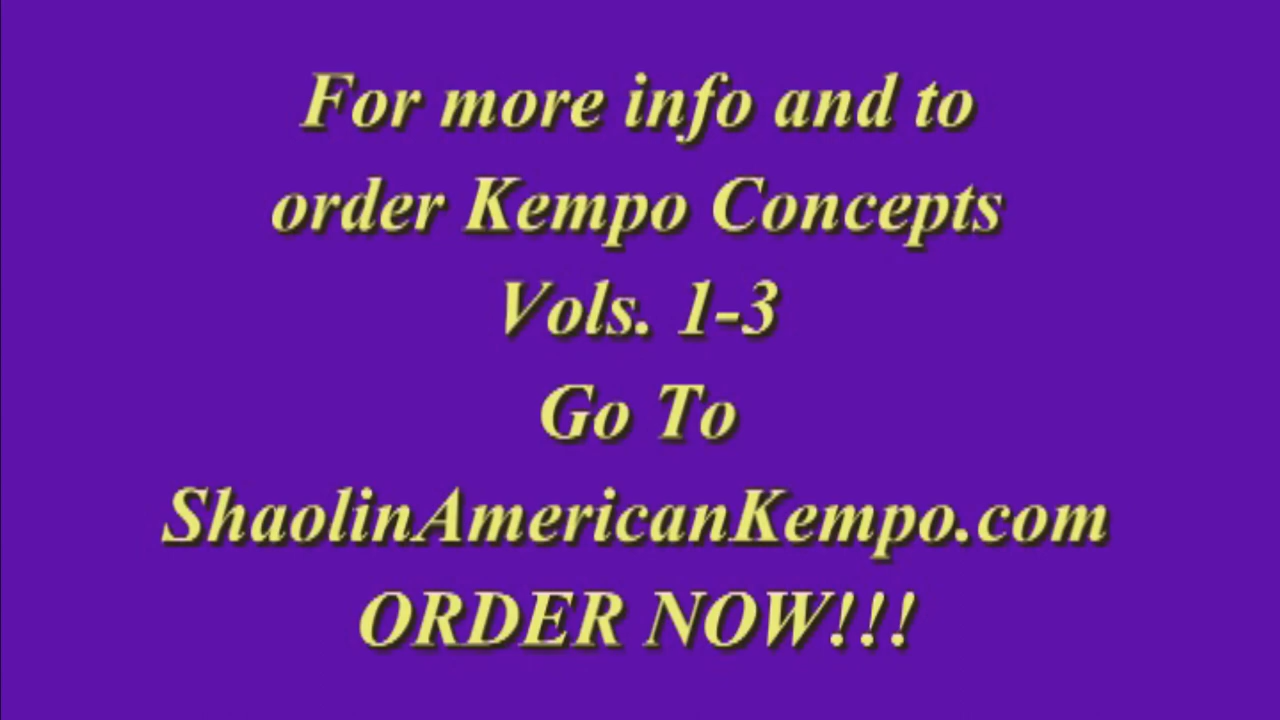 For more info and to
order Kempo Concepts
Vols. 1-3
Go To
ShaolinAmericanKempo.com
ORDER NOW!!!